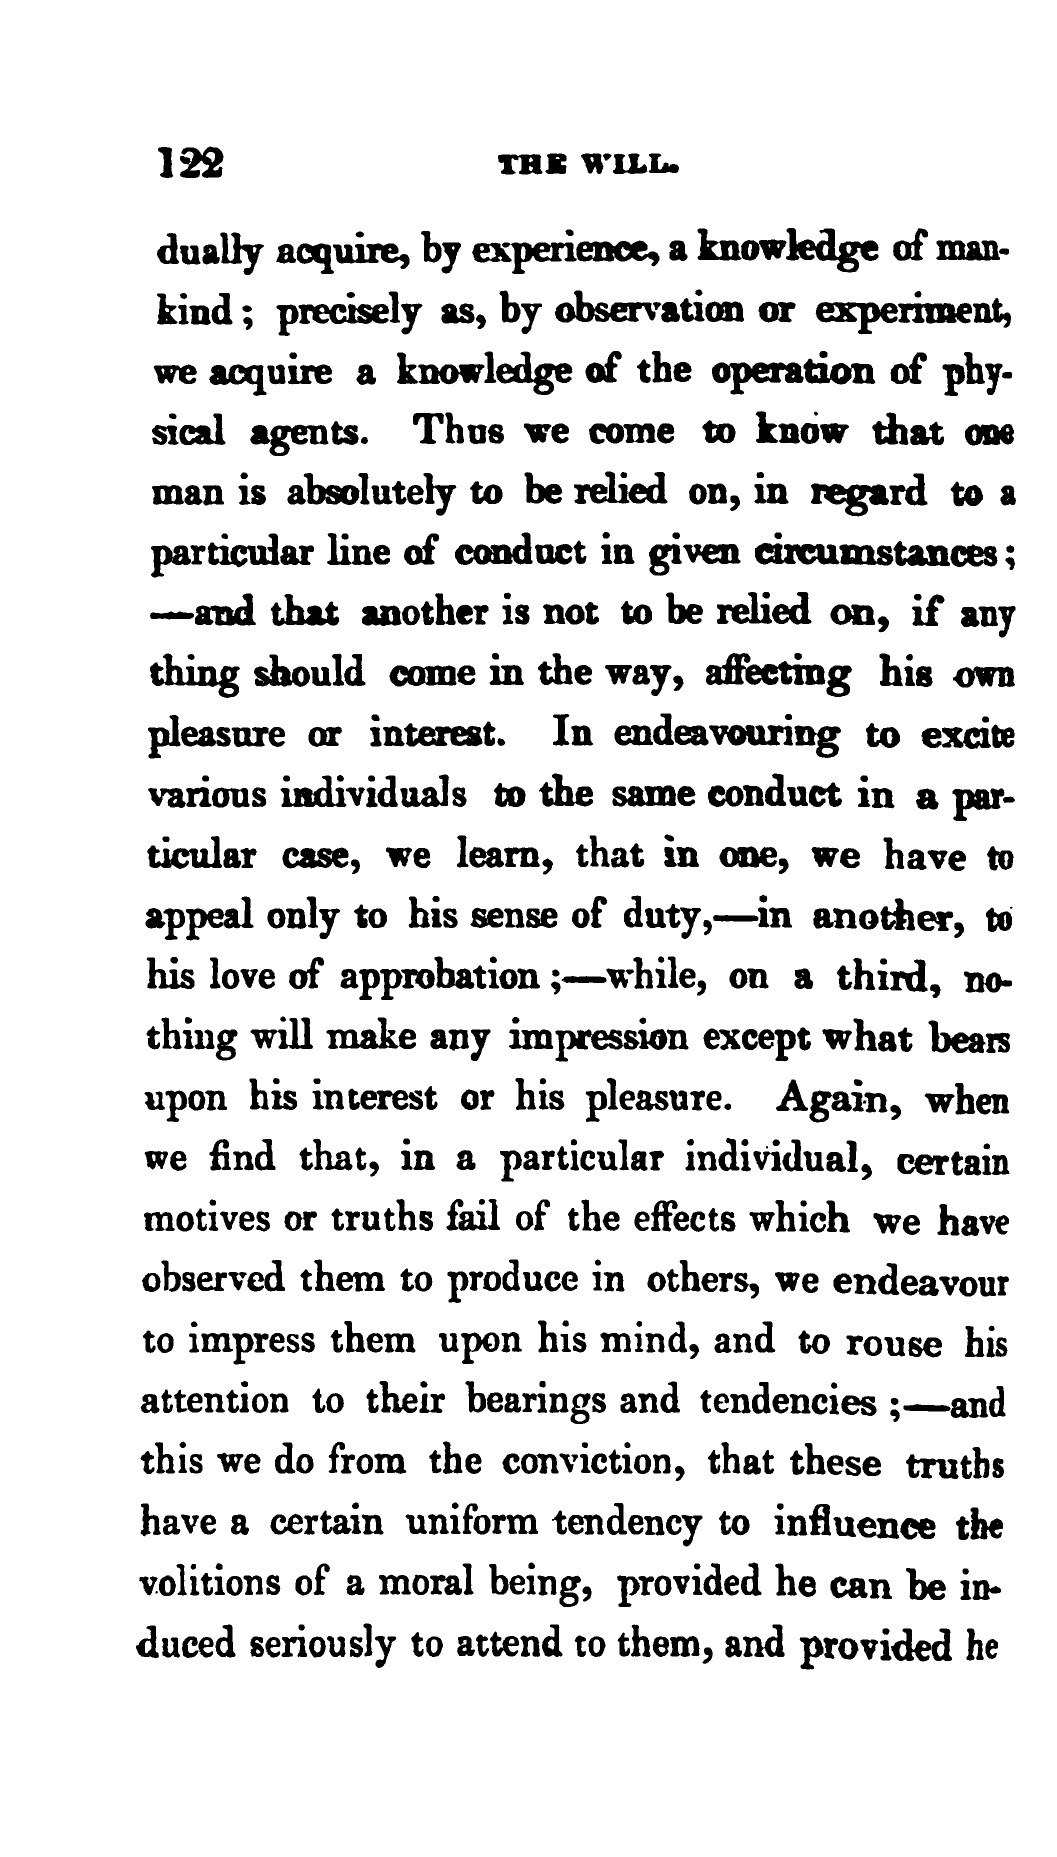 122 THE WILL.
dually acquire, by experience, a knowledge of man-
kind ; precisely as, by observation or experiment,
we acquire a knowledge of the operation of phy-
sical agents. Thus we come to know that one
man is absolutely to be relied on, in regard to a
particular line of conduct in given circumstances ;
—and that another is not to be relied on, if any
thing should come in the way, affecting his own
pleasure or interest. In endeavouring to excite
various individuals to the same conduct in a par-
ticular case, we learn, that in one, we have to
appeal only to his sense of duty,—in another, to
his love of approbation ;—while, on a third, no-
thing will make any impression except what bears
upon his interest or his pleasure. Again, when
we find that, in a particular individual, certain
motives or truths fail of the effects which we have
observed them to produce in others, we endeavour
to impress them upon his mind, and to rouse his
attention to their bearings and tendencies ;—and
this we do from the conviction, that these truths
have a certain uniform tendency to influence the
volitions of a moral being, provided he can be in-
duced seriously to attend to them, and provided he